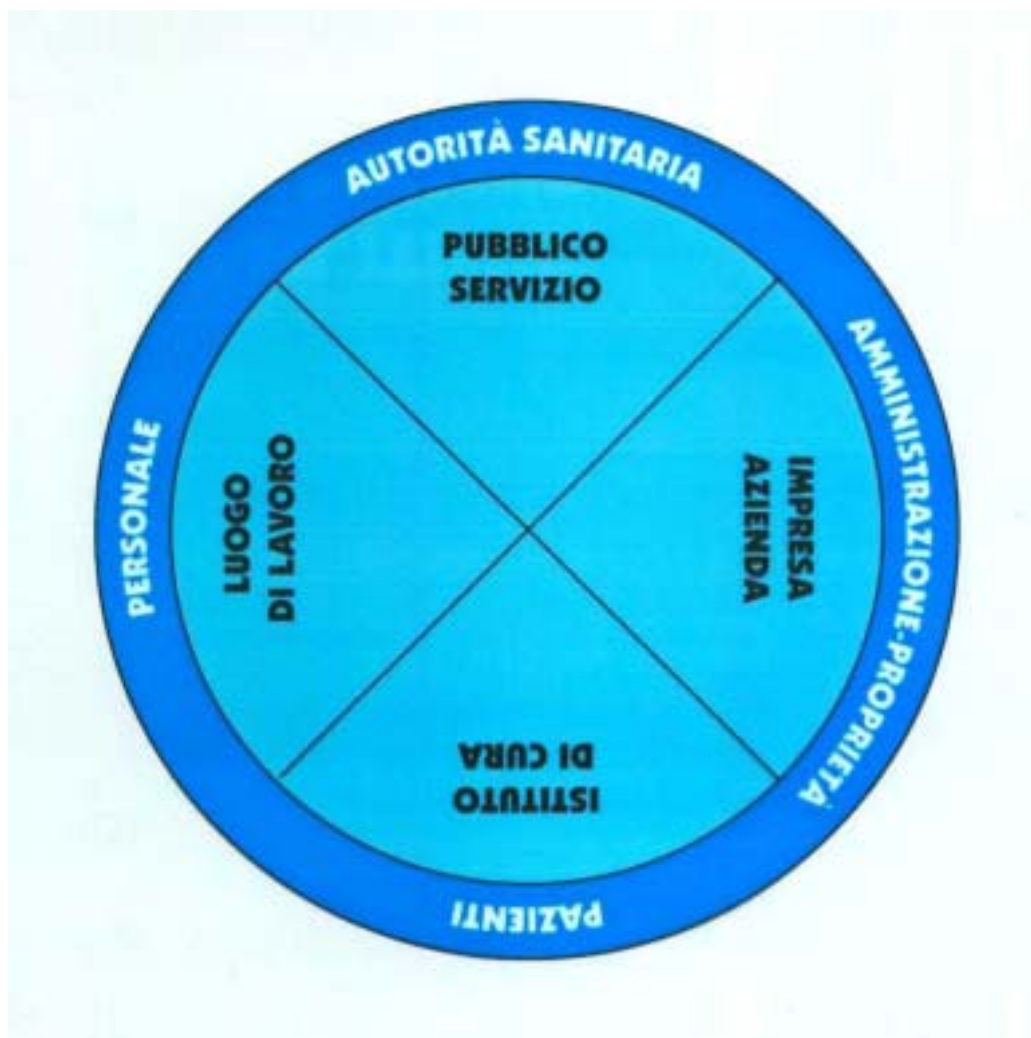 AUTORITÀ SANITARIA
PUBBLICO
SERVIZIO
AMMINISTRAZIONE-PROPRIETÀ
IMPRESA
AZIENDA
ISTITUTO
DI CURA
PAZIENTI
LUOGO
DI LAVORO
PERSONALE